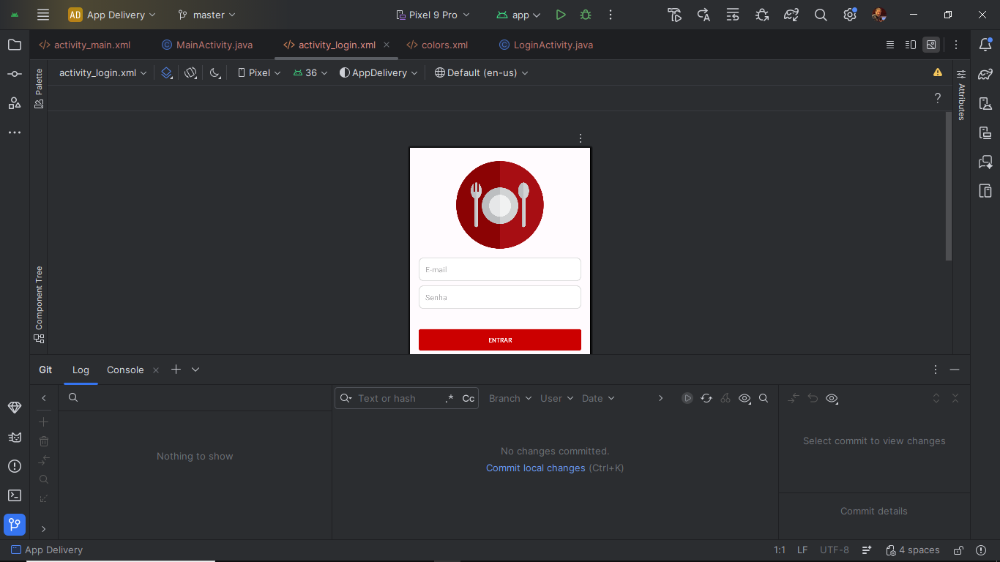 AD App Delivery master Pixel 9 Pro app
activity_main.xml MainActivity.java activity_login.xml colors.xml LoginActivity.java
activity_login.xml Pixel 36 AppDelivery Default (en-us)
Palette
Attributes
?
E-mail
Senha
ENTRAR
Component Tree
Git Log Console
Text or hash .* Cc Branch User Date
Nothing to show
No changes committed.
Commit local changes (Ctrl+K)
Select commit to view changes
Commit details
App Delivery 1:1 LF UTF-8 4 spaces